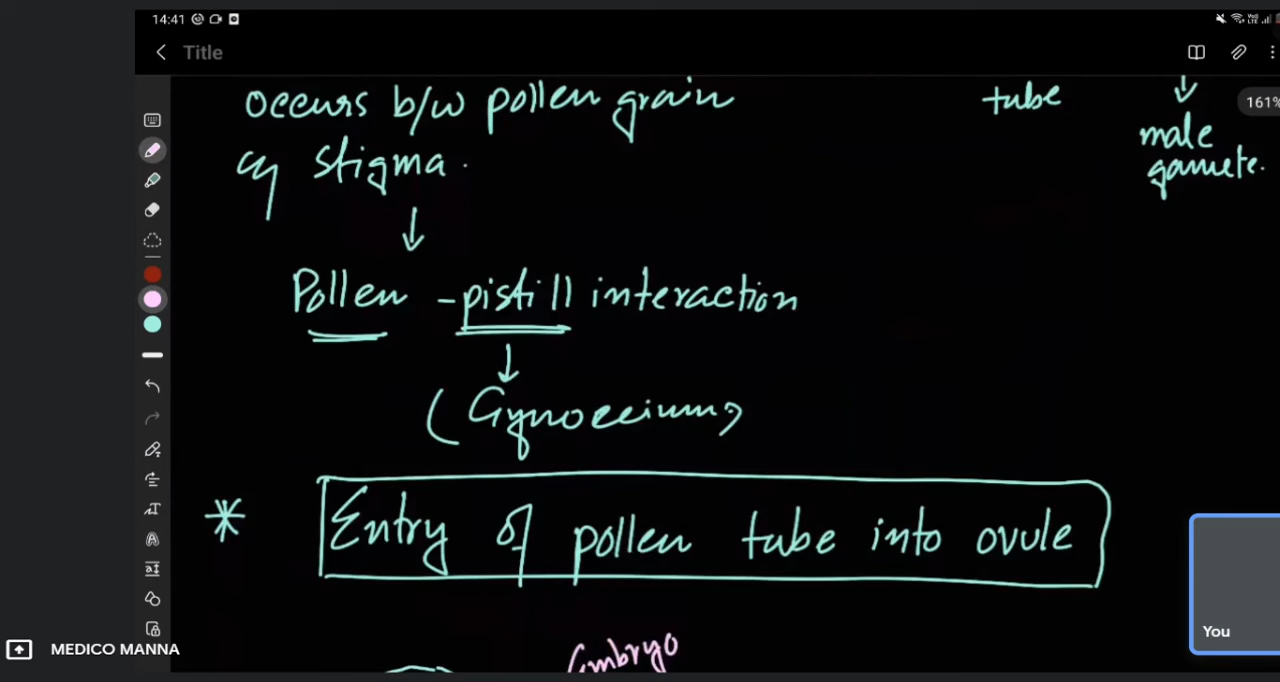 14:41
Title
occurs b/w pollen grain
tube
↓
161%
cy stigma.
male
gamete.
↓
Pollen - pistill interaction
↓
(Gynoecium)
* Entry of pollen tube into ovule
Embryo
You
MEDICO MANNA